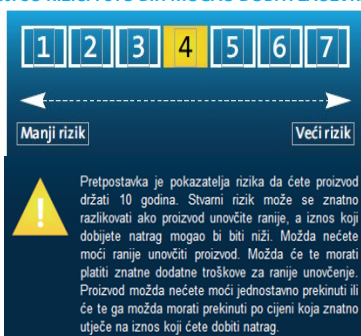 1 2 3 4 5 6 7
Manji rizik Veći rizik
Pretpostavka je pokazatelja rizika da ćete proizvod
držati 10 godina. Stvarni rizik može se znatno
razlikovati ako proizvod unovčite ranije, a iznos koji
dobijete natrag mogao bi biti niži. Možda nećete
moći ranije unovčiti proizvod. Možda će te morati
platiti znatne dodatne troškove za ranije unovčenje.
Proizvod možda nećete moći jednostavno prekinuti ili
će te ga možda morati prekinuti po cijeni koja znatno
utječe na iznos koji ćete dobiti natrag.